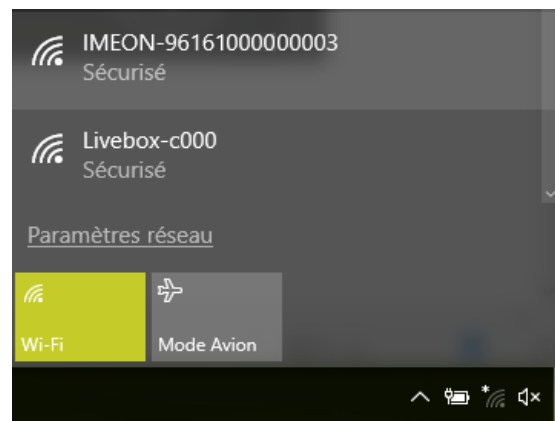 IMEON-96161000000003
Sécurisé
Livebox-c000
Sécurisé
Paramètres réseau
Wi-Fi
Mode Avion